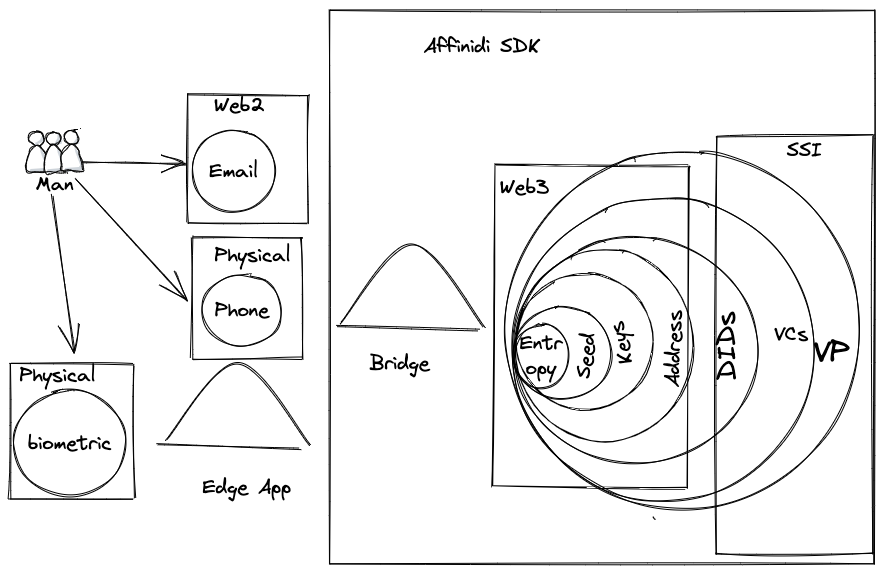 Affinidi SDK
Web2
Email
Man
Physical
Phone
Physical
biometric
Edge App
Bridge
Web3
SSI
Entr
opy
Seed
Keys
Address
DIDs
VCs
VP